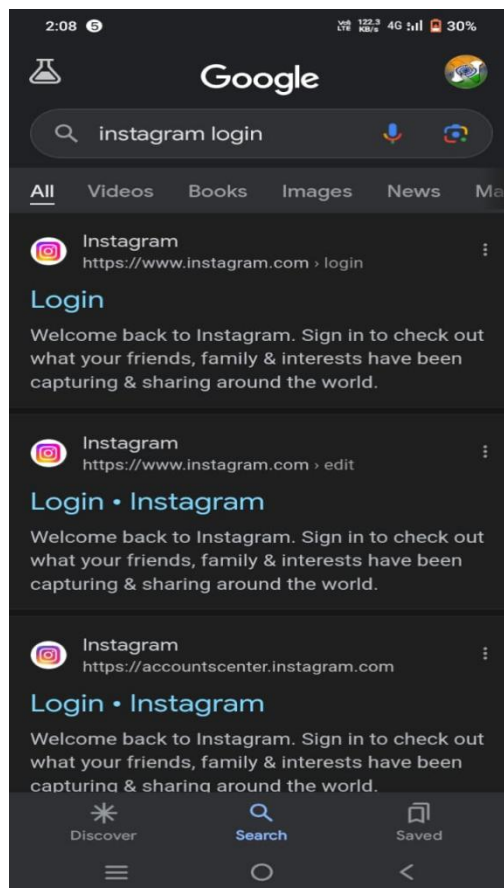 2:08 5 Vo) LTE 122.3 KB/s 4G 30%
Google
instagram login
All Videos Books Images News Ma
Instagram
https://www.instagram.com › login
Login
Welcome back to Instagram. Sign in to check out
what your friends, family & interests have been
capturing & sharing around the world.
Instagram
https://www.instagram.com › edit
Login • Instagram
Welcome back to Instagram. Sign in to check out
what your friends, family & interests have been
capturing & sharing around the world.
Instagram
https://accountscenter.instagram.com
Login • Instagram
Welcome back to Instagram. Sign in to check out
what your friends, family & interests have been
capturing & sharing around the world.
Discover Search Saved